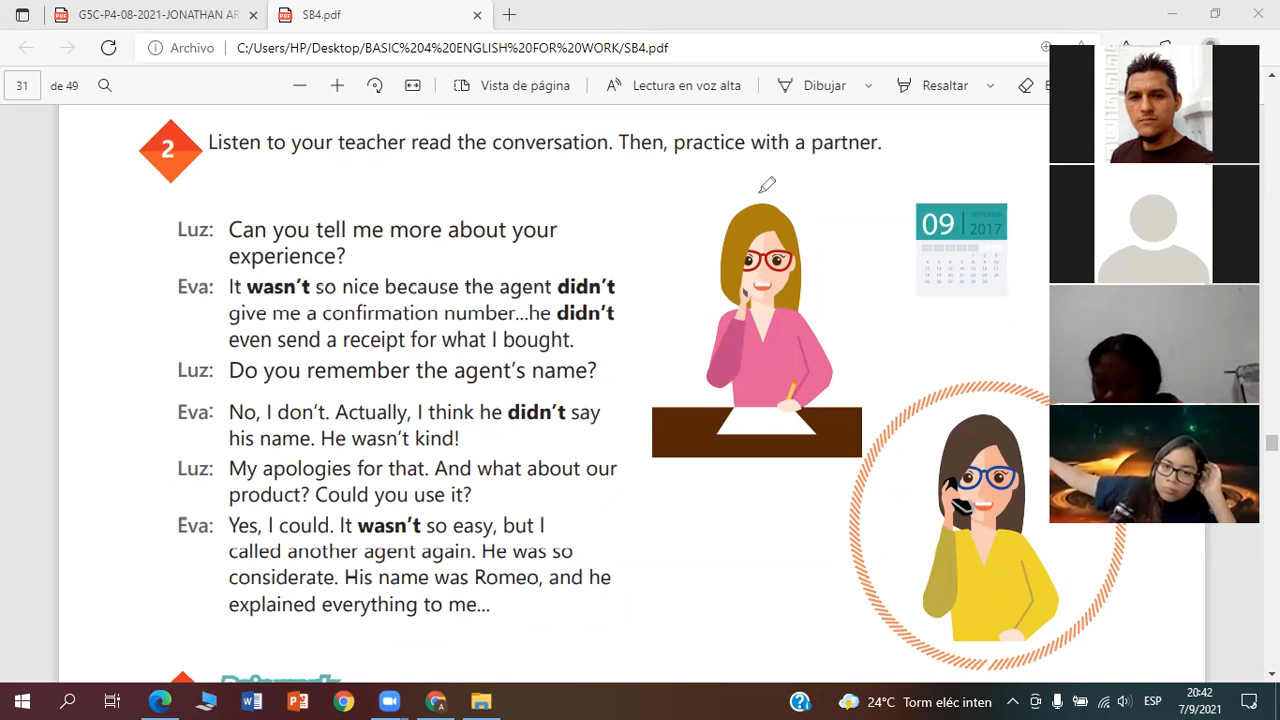 G5C-P4-08-2021-JONATHAN AR
SB4.pdf
Archivo
C:/Users/HP/Desktop/BASIC%204%20ENGLISH%20FOR%20WORK/SB4.pdf
31
de 49
Vista de página
Lectura en voz alta
Dibujar
Resaltar
2
Listen to your teacher read the conversation. Then, practice with a partner.
Luz: Can you tell me more about your
experience?
Eva: It wasn't so nice because the agent didn't
give me a confirmation number...he didn't
even send a receipt for what I bought.
Luz: Do you remember the agent's name?
Eva: No, I don't. Actually, I think he didn't say
his name. He wasn't kind!
Luz: My apologies for that. And what about our
product? Could you use it?
Eva: Yes, I could. It wasn't so easy, but I
called another agent again. He was so
considerate. His name was Romeo, and he
explained everything to me...
09
SEPTEMBER
2017
24°C Torm eléc inten
ESP
20:42
7/9/2021